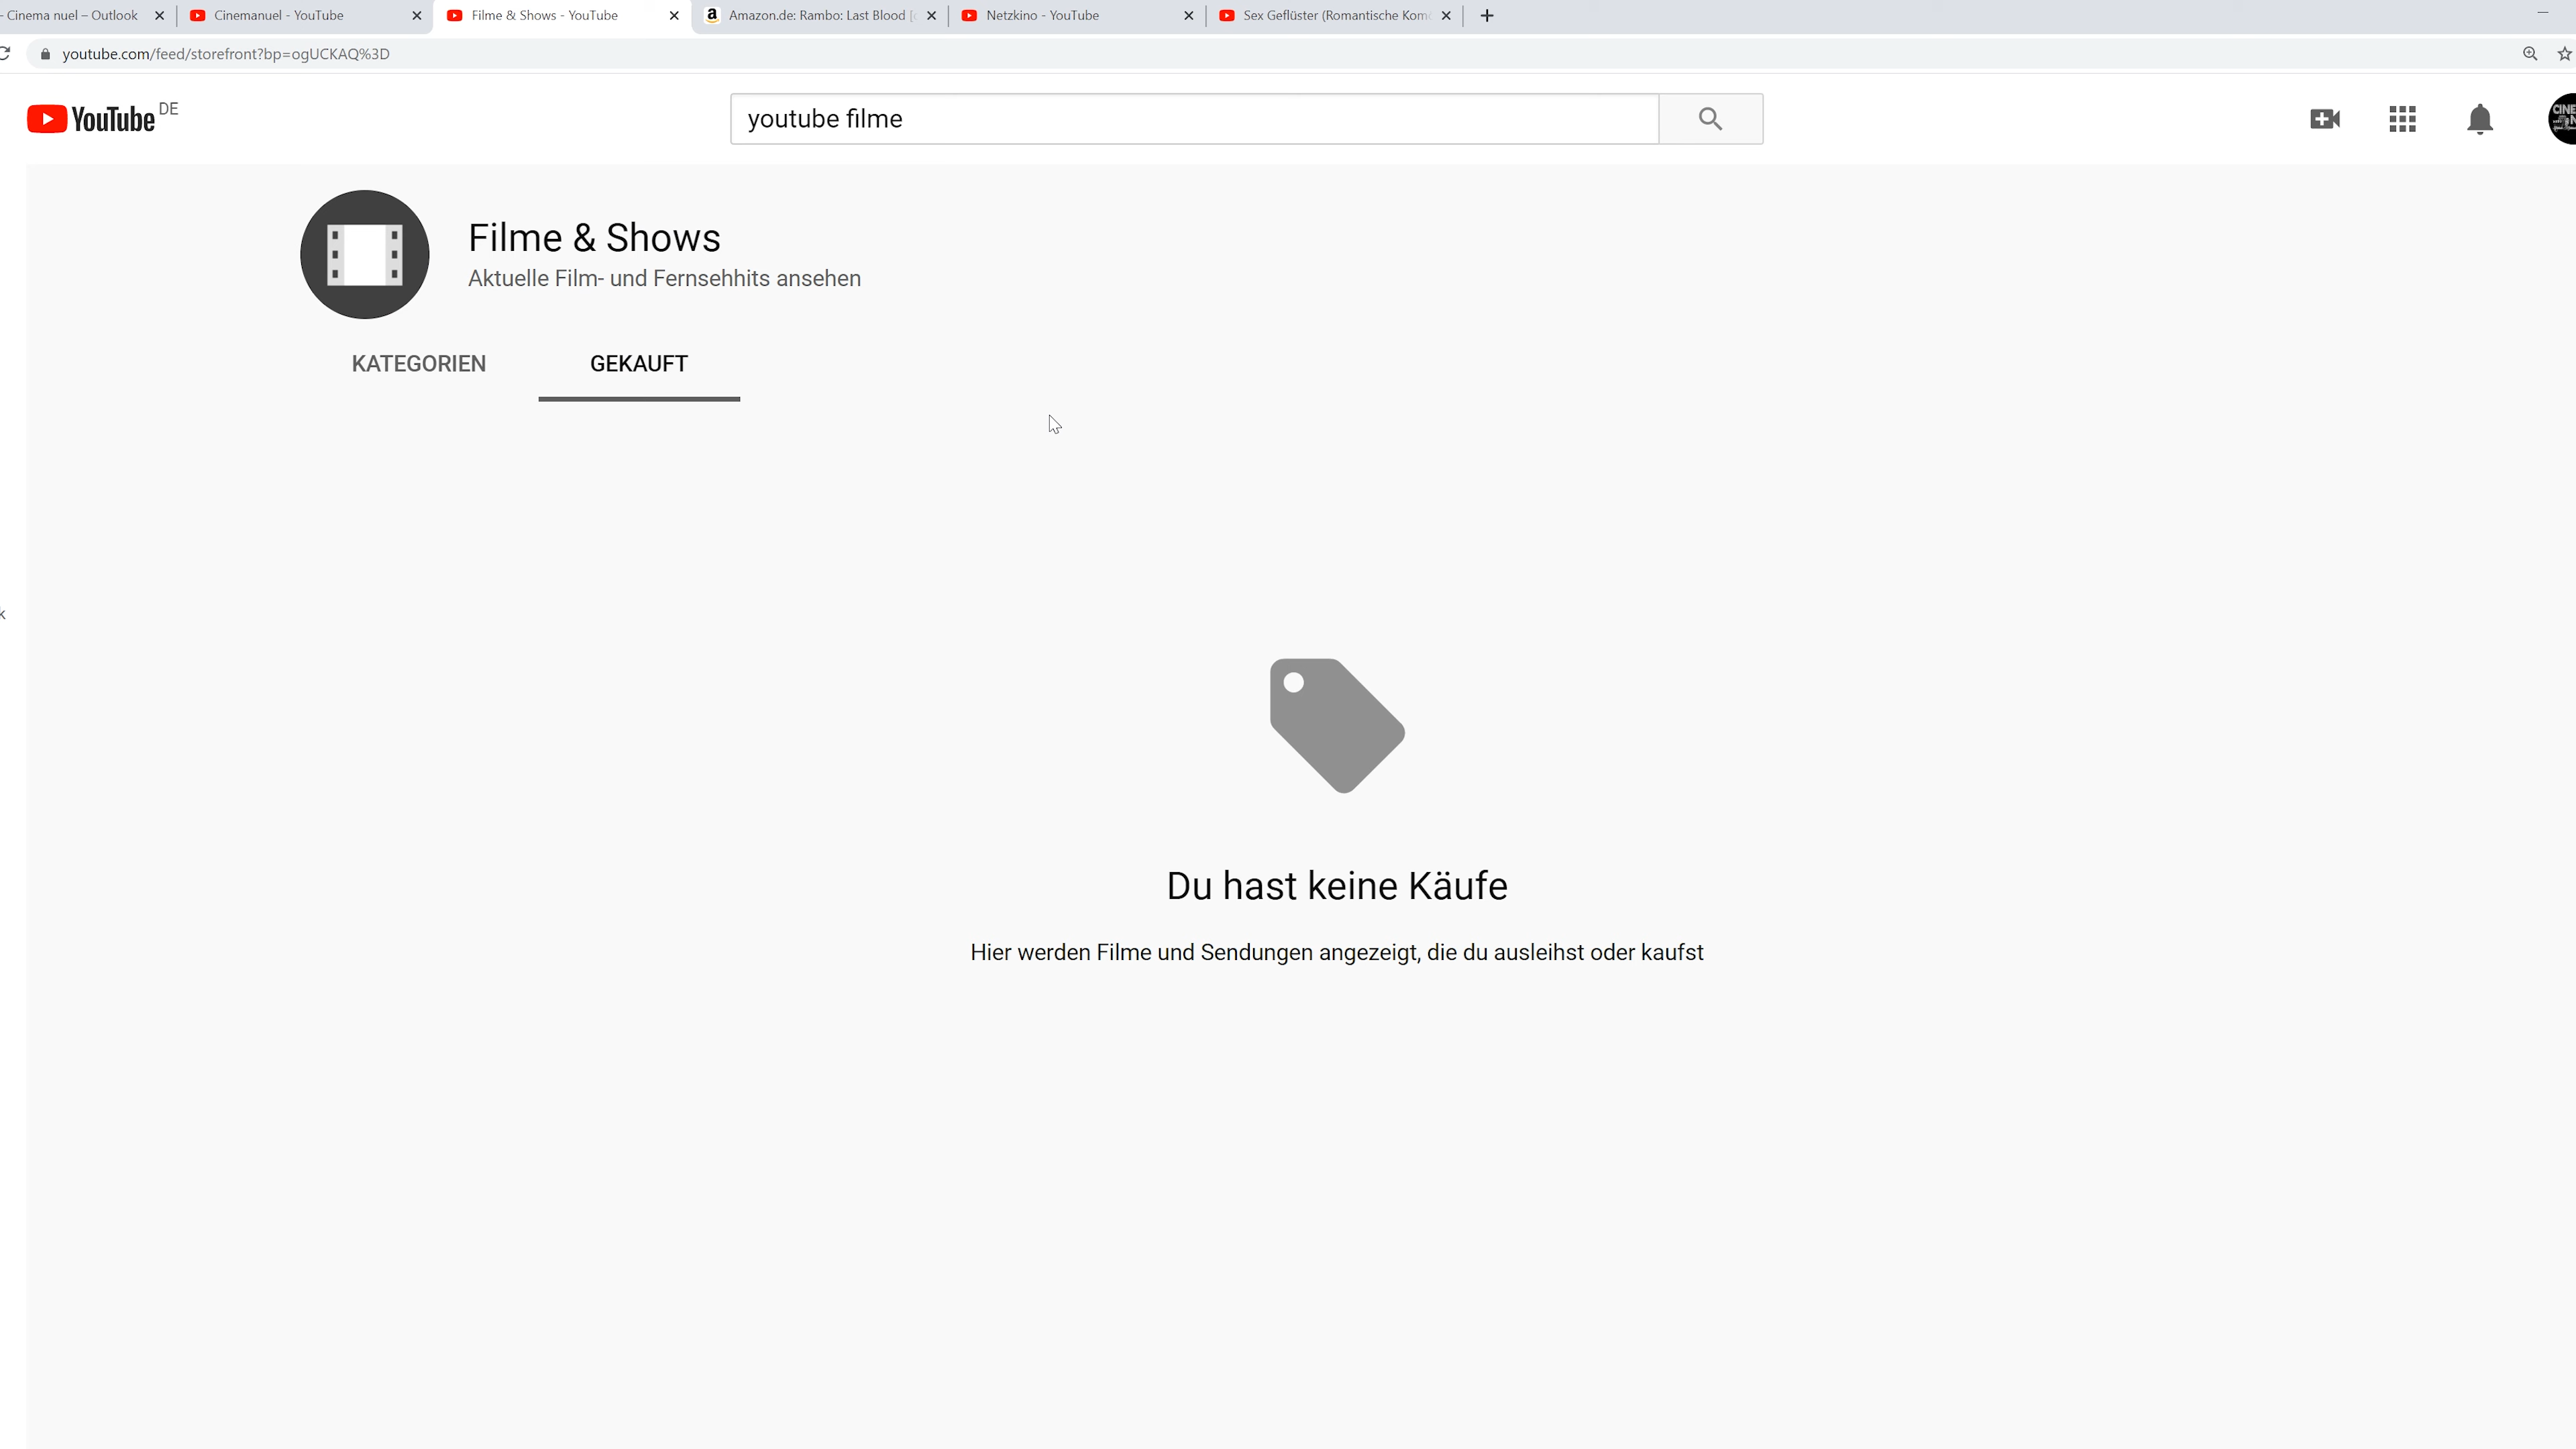 - Cinema nuel – Outlook
Cinemanuel - YouTube
Filme & Shows - YouTube
Amazon.de: Rambo: Last Blood
Netzkino - YouTube
Sex Geflüster (Romantische
youtube.com/feed/storefront?bp=ogUCKAQ%3D
YouTube DE
youtube filme
Filme & Shows
Aktuelle Film- und Fernsehhits ansehen
KATEGORIEN
GEKAUFT
k
Du hast keine Käufe
Hier werden Filme und Sendungen angezeigt, die du ausleihst oder kaufst